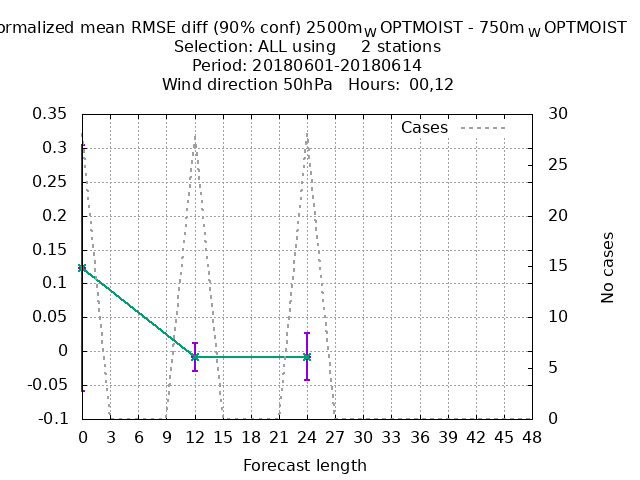 ormalized mean RMSE diff (90% conf) 2500m W OPTMOIST - 750m W OPTMOIST
Selection: ALL using 2 stations
Period: 20180601-20180614
Wind direction 50hPa Hours: 00,12
Cases
0.35
0.3
0.25
0.2
0.15
0.1
0.05
0
-0.05
-0.1
30
25
20
15
10
5
0
No cases
0 3 6 9 12 15 18 21 24 27 30 33 36 39 42 45 48
Forecast length